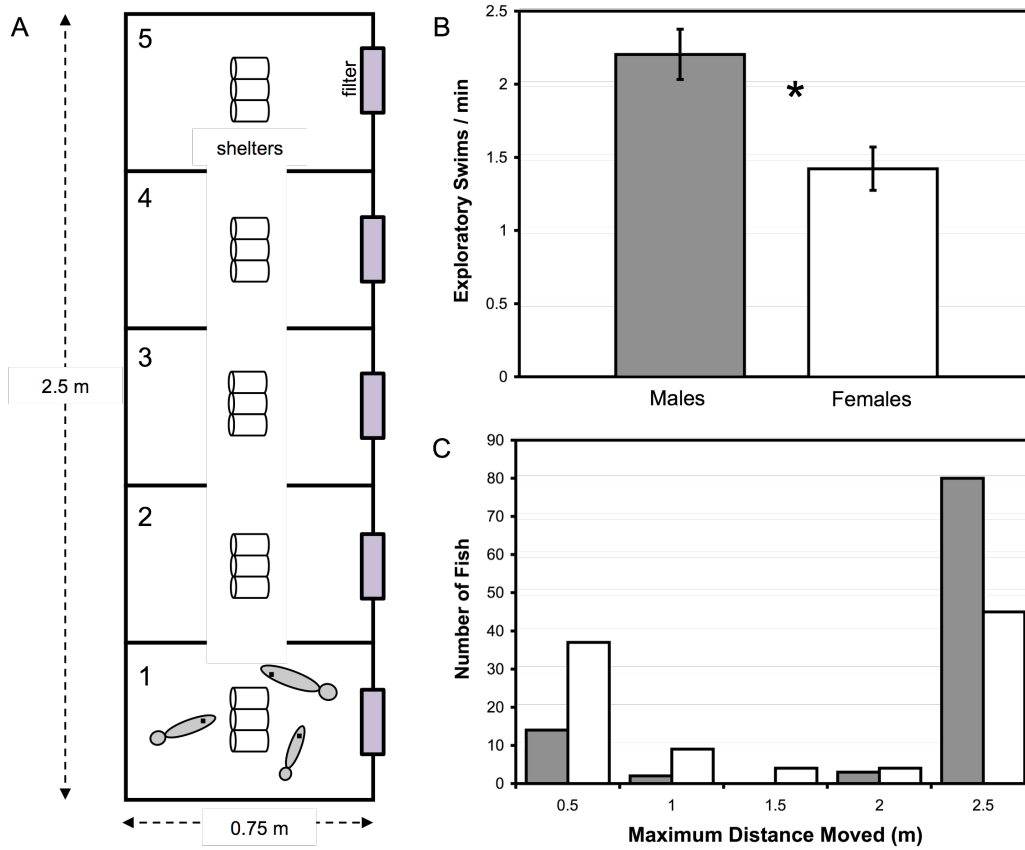 A
5
filter
shelters
4
3
2.5 m
2
1
0.75 m
B
Exploratory Swims / min
2.5
2
1.5
1
0.5
0
*
Males
Females
C
Number of Fish
90
80
70
60
50
40
30
20
10
0
0.5
1
1.5
2
2.5
Maximum Distance Moved (m)